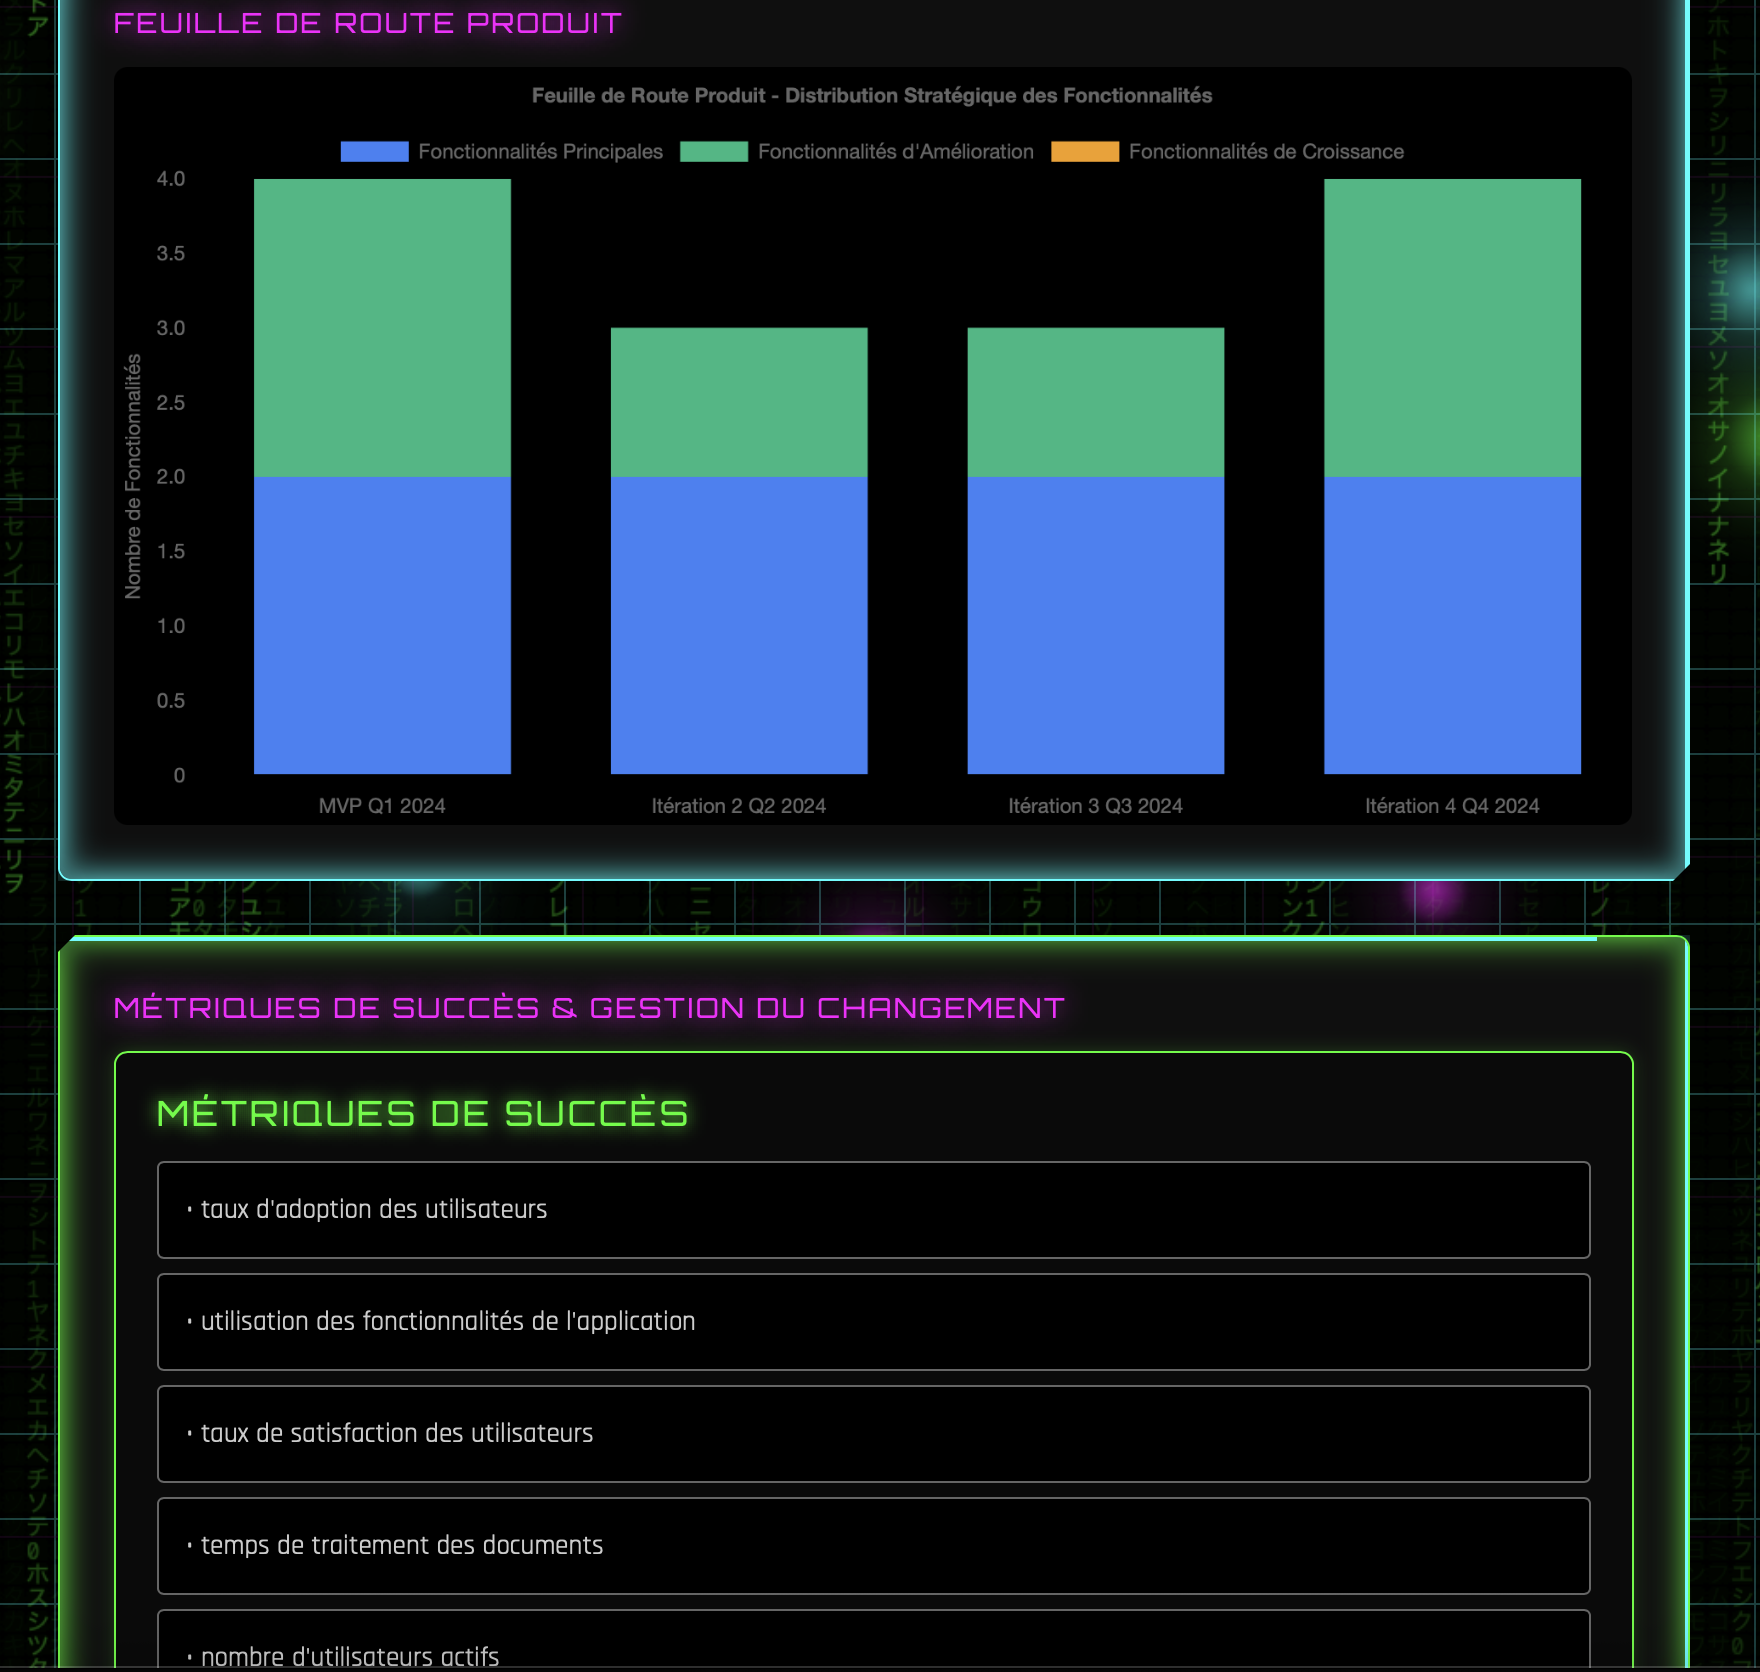 FEUILLE DE ROUTE PRODUIT
Feuille de Route Produit - Distribution Stratégique des Fonctionnalités
Fonctionnalités Principales Fonctionnalités d'Amélioration Fonctionnalités de Croissance
4.0
3.5
3.0
2.5
2.0
1.5
1.0
0.5
0
Nombre de Fonctionnalités
MVP Q1 2024 Itération 2 Q2 2024 Itération 3 Q3 2024 Itération 4 Q4 2024
MÉTRIQUES DE SUCCÈS & GESTION DU CHANGEMENT
MÉTRIQUES DE SUCCÈS
• taux d'adoption des utilisateurs
• utilisation des fonctionnalités de l'application
• taux de satisfaction des utilisateurs
• temps de traitement des documents
• nombre d'utilisateurs actifs